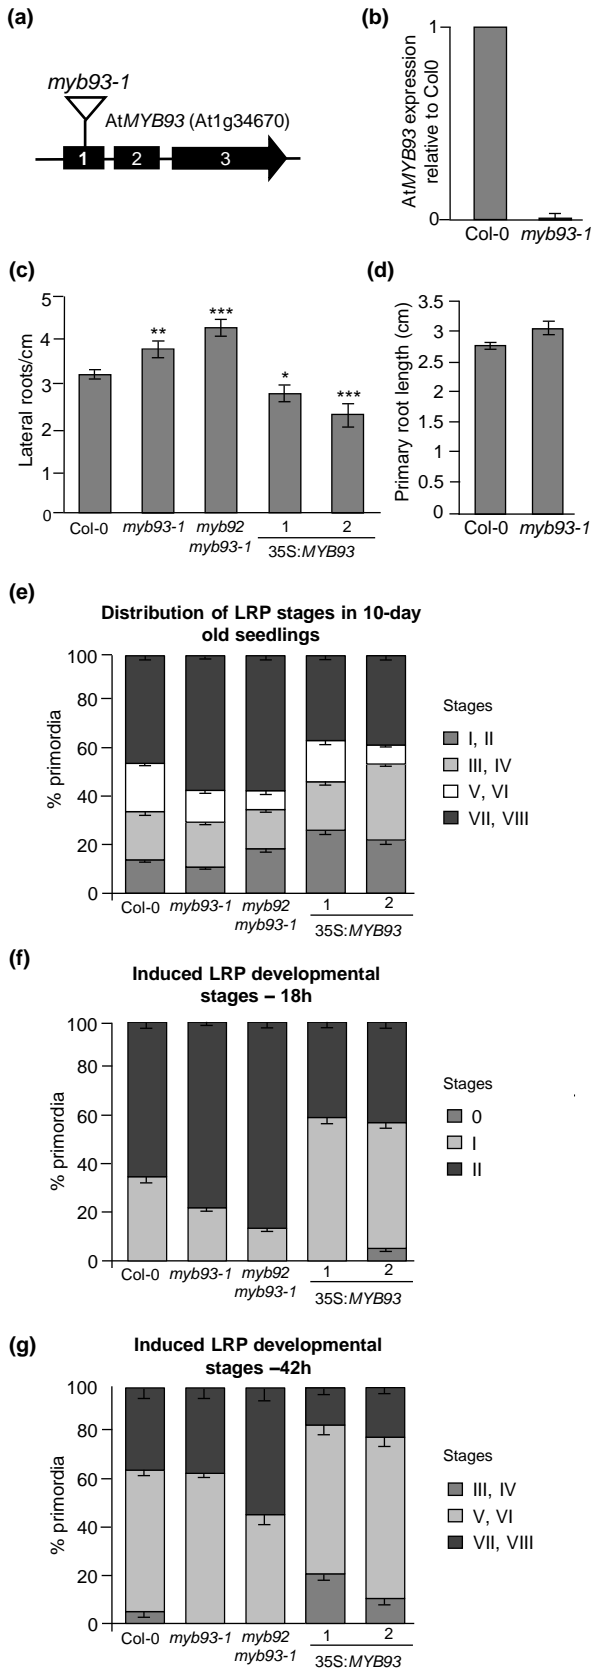 (a)
myb93-1
AtMYB93 (At1g34670)
1 2 3
(b)
AtMYB93 expression
relative to Col0
1
0
Col-0 myb93-1
(c)
Lateral roots/cm
5
4
3
2
1
0
** *** * ***
Col-0 myb93-1 myb92 1 2
myb93-1 35S:MYB93
(d)
Primary root length (cm)
3.5
3
2.5
2
1.5
1
0.5
0
Col-0 myb93-1
(e)
Distribution of LRP stages in 10-day
old seedlings
% primordia
100
80
60
40
20
0
Col-0 myb93-1 myb92 1 2
myb93-1 35S:MYB93
Stages
I, II
III, IV
V, VI
VII, VIII
(f)
Induced LRP developmental
stages – 18h
% primordia
100
80
60
40
20
0
Col-0 myb93-1 myb92 1 2
myb93-1 35S:MYB93
Stages
0
I
II
(g)
Induced LRP developmental
stages –42h
% primordia
100
80
60
40
20
0
Col-0 myb93-1 myb92 1 2
myb93-1 35S:MYB93
Stages
III, IV
V, VI
VII, VIII